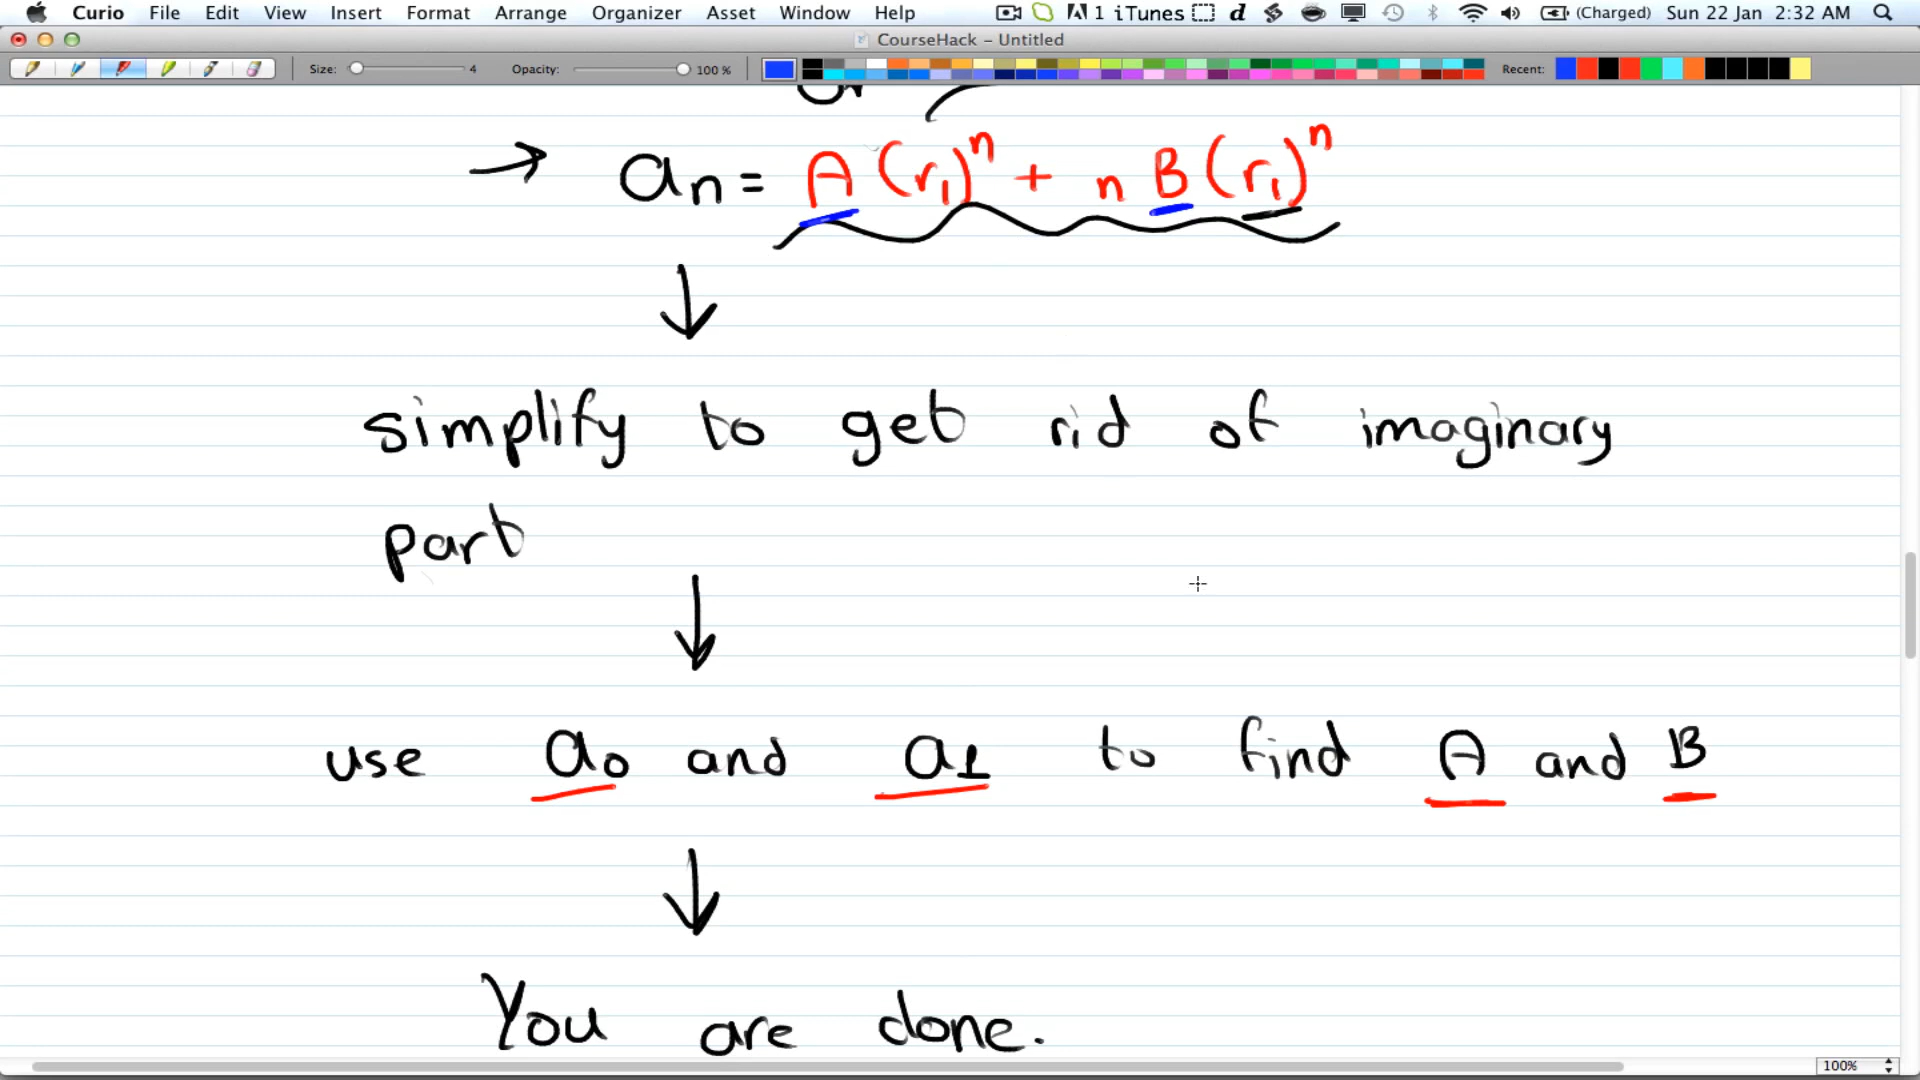 Curio File Edit View Insert Format Arrange Organizer Asset Window Help 1 iTunes d (Charged) Sun 22 Jan 2:32 AM
CourseHack – Untitled
Size: 4 Opacity: 100 % Recent:
or
→ an = A(r1)^n + n B(r1)^n
↓
simplify to get rid of imaginary
part
↓
use a0 and a1 to find A and B
↓
You are done.
100%